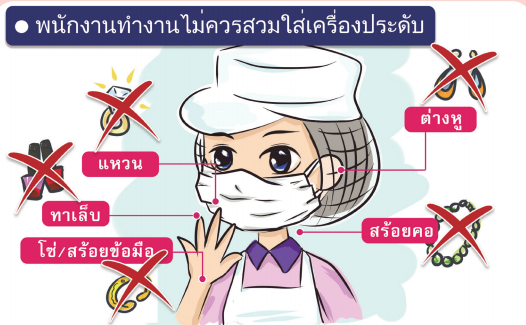 ● พนักงานทำงานไม่ควรสวมใส่เครื่องประดับ
ต่างหู
แหวน
ทาเล็บ
สร้อยคอ
โซ่/สร้อยข้อมือ